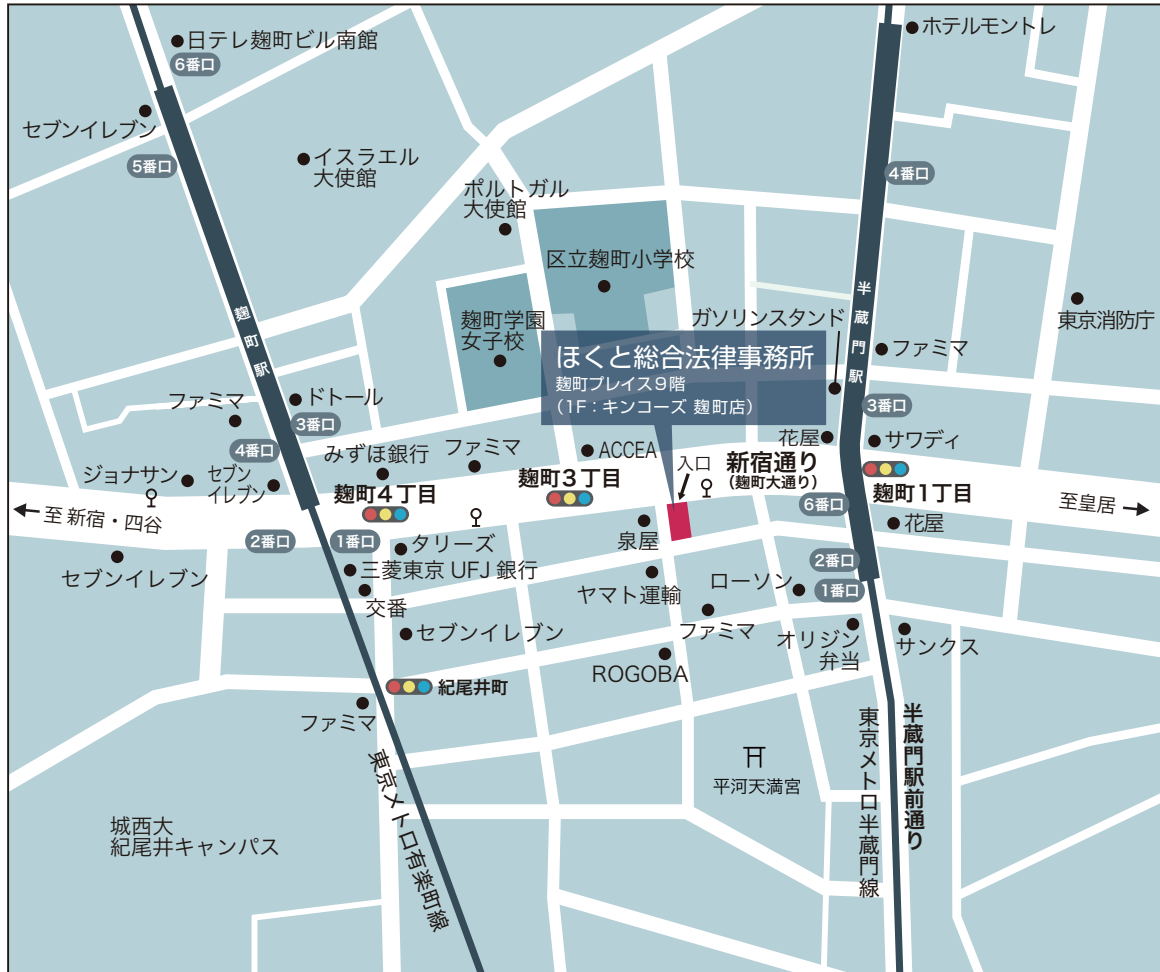 日テレ麹町ビル南館
6番口
ホテルモントレ
セブンイレブン
5番口
イスラエル
大使館
4番口
ポルトガル
大使館
区立麹町小学校
麹町学園
女子校
麹町駅
ガソリンスタンド
半蔵門駅
東京消防庁
ファミマ
ほくと総合法律事務所
麹町プレイス9階
(1F：キンコーズ 麹町店)
ファミマ
ドトール
3番口
3番口
4番口
みずほ銀行
ファミマ
ACCEA
花屋
サワディ
ジョナサン
セブン
イレブン
麹町4丁目
麹町3丁目
入口
新宿通り
(麹町大通り)
麹町1丁目
至 新宿・四谷
至皇居
6番口
花屋
2番口
1番口
タリーズ
泉屋
セブンイレブン
三菱東京 UFJ 銀行
2番口
交番
ヤマト運輸
ローソン
1番口
セブンイレブン
ファミマ
オリジン
弁当
サンクス
ROGOBA
紀尾井町
ファミマ
東京メトロ有楽町線
平河天満宮
東京メトロ半蔵門線
半蔵門駅前通り
城西大
紀尾井キャンパス